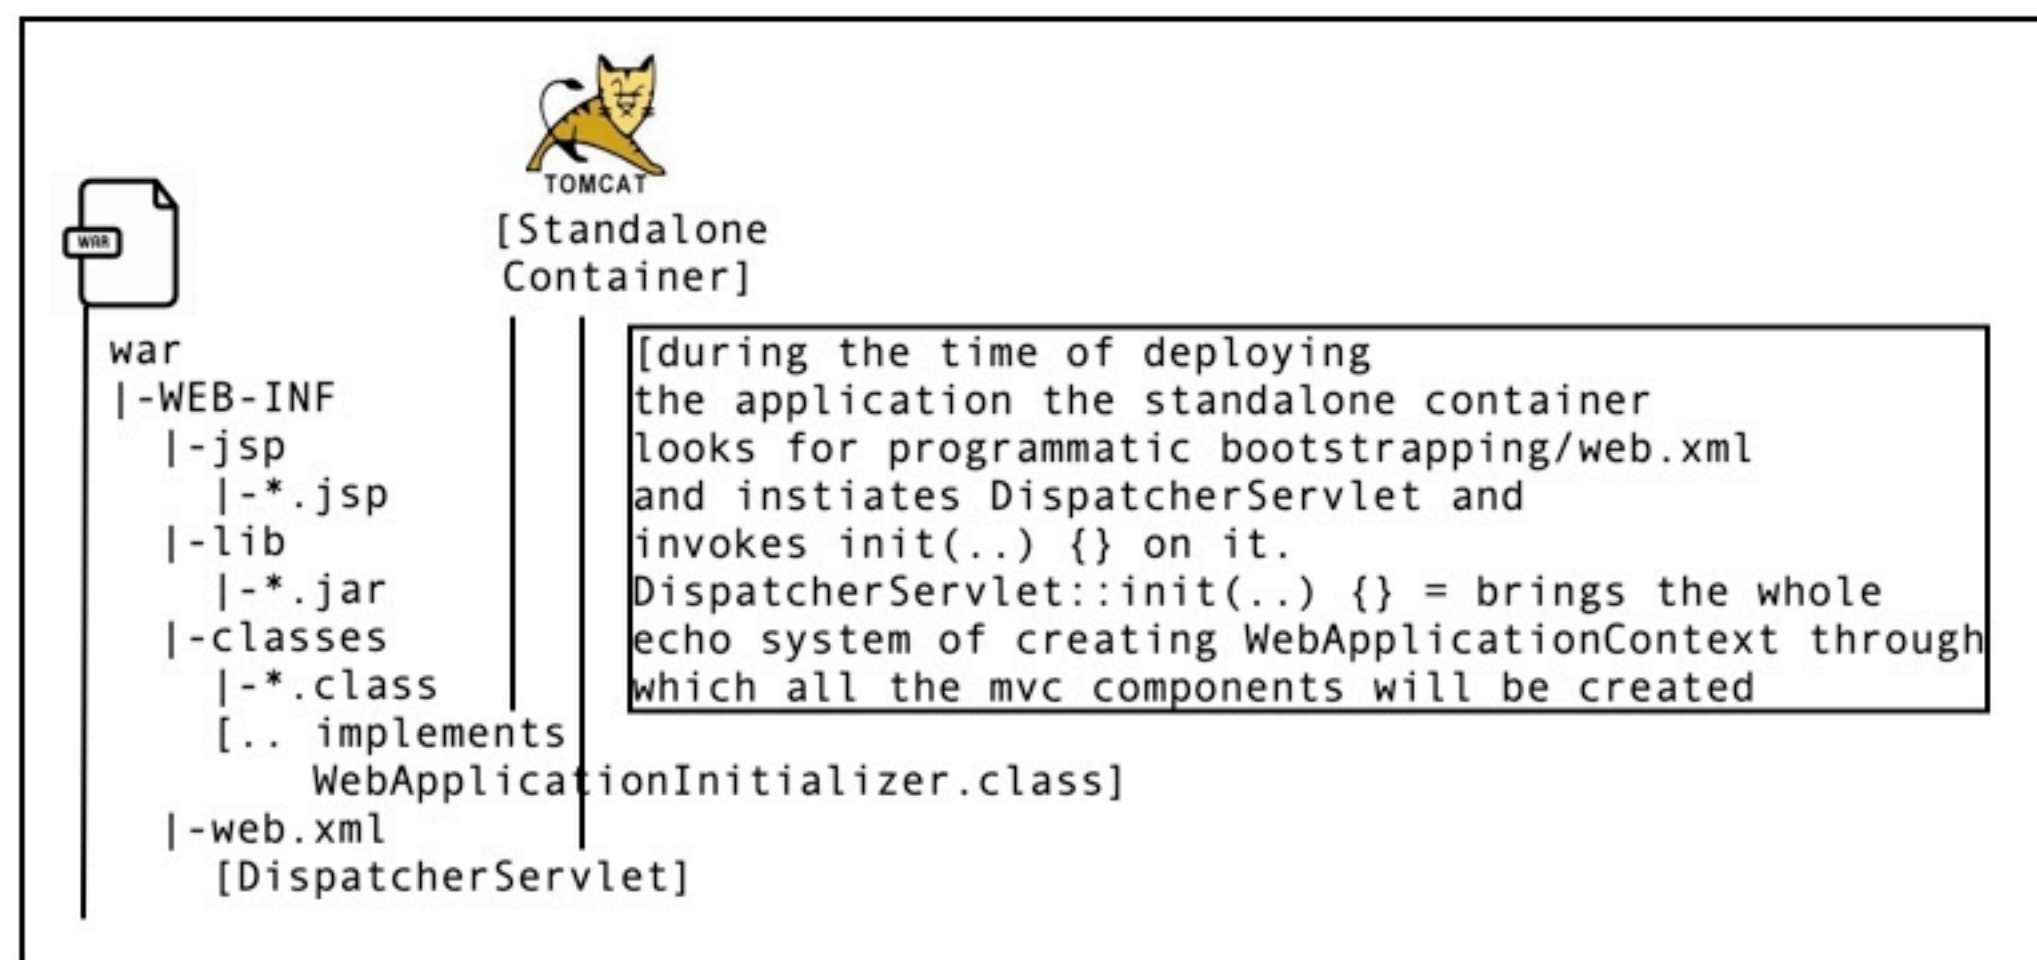 TOMCAT
[Standalone
Container]
WAR
war
|-WEB-INF
|-jsp
|-*.jsp
|-lib
|-*.jar
|-classes
|-*.class
[.. implements
WebApplicationInitializer.class]
|-web.xml
[DispatcherServlet]
[during the time of deploying
the application the standalone container
looks for programmatic bootstrapping/web.xml
and instiates DispatcherServlet and
invokes init(..) {} on it.
DispatcherServlet::init(..) {} = brings the whole
echo system of creating WebApplicationContext through
which all the mvc components will be created